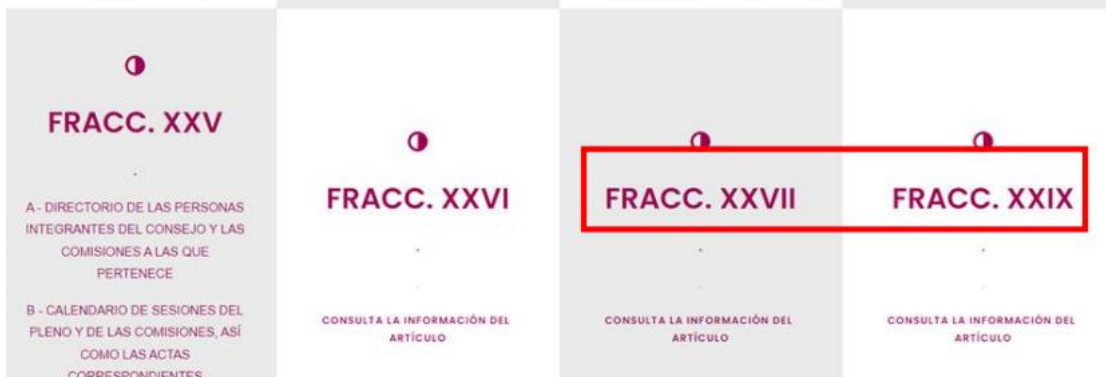 FRACC. XXV
A - DIRECTORIO DE LAS PERSONAS
INTEGRANTES DEL CONSEJO Y LAS
COMISIONES A LAS QUE
PERTENECE
B - CALENDARIO DE SESIONES DEL
PLENO Y DE LAS COMISIONES, ASÍ
COMO LAS ACTAS
CORRESPONDIENTES
FRACC. XXVI
CONSULTA LA INFORMACIÓN DEL
ARTÍCULO
FRACC. XXVII
CONSULTA LA INFORMACIÓN DEL
ARTÍCULO
FRACC. XXIX
CONSULTA LA INFORMACIÓN DEL
ARTÍCULO